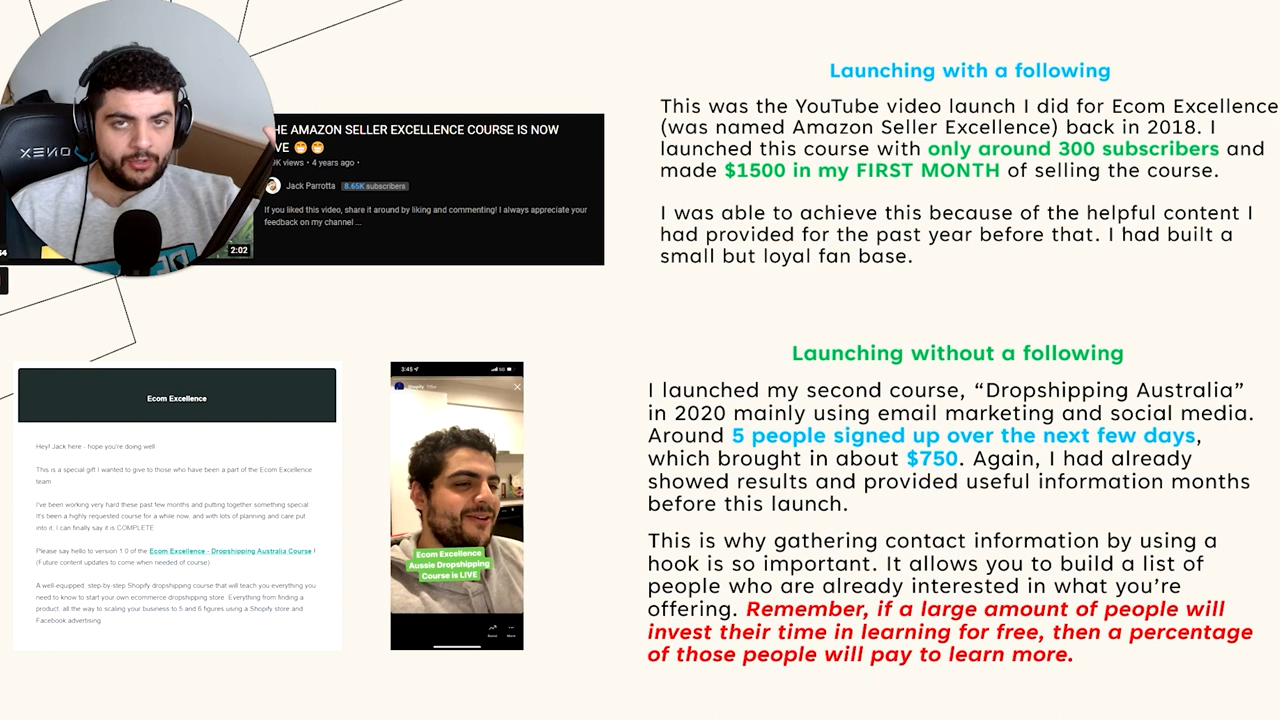 XENO
THE AMAZON SELLER EXCELLENCE COURSE IS NOW
LIVE 😁😁
9K views • 4 years ago •
Jack Parrotta 8.65K subscribers
If you liked this video, share it around by liking and commenting! I always appreciate your
feedback on my channel ...
2:02
Launching with a following
This was the YouTube video launch I did for Ecom Excellence
(was named Amazon Seller Excellence) back in 2018. I
launched this course with only around 300 subscribers and
made $1500 in my FIRST MONTH of selling the course.
I was able to achieve this because of the helpful content I
had provided for the past year before that. I had built a
small but loyal fan base.
Ecom Excellence
Hey! Jack here - hope you're doing well
This is a special gift I wanted to give to those who have been a part of the Ecom Excellence
team
I've been working very hard these past few months and putting together something special
It's been a highly requested course for a while now, and with lots of planning and care put
into it, I can finally say it is COMPLETE
Please say hello to version 1.0 of the Ecom Excellence - Dropshipping Australia Course !
(Future content updates to come when needed of course)
A well-equipped, step-by-step Shopify dropshipping course that will teach you everything you
need to know to start your own ecommerce dropshipping store. Everything from finding a
product, all the way to scaling your business to 5 and 6 figures using a Shopify store and
Facebook advertising
3:45
Ecom Excellence
Aussie Dropshipping
Course is LIVE
Boost
More
Launching without a following
I launched my second course, “Dropshipping Australia”
in 2020 mainly using email marketing and social media.
Around 5 people signed up over the next few days,
which brought in about $750. Again, I had already
showed results and provided useful information months
before this launch.
This is why gathering contact information by using a
hook is so important. It allows you to build a list of
people who are already interested in what you’re
offering. Remember, if a large amount of people will
invest their time in learning for free, then a percentage
of those people will pay to learn more.